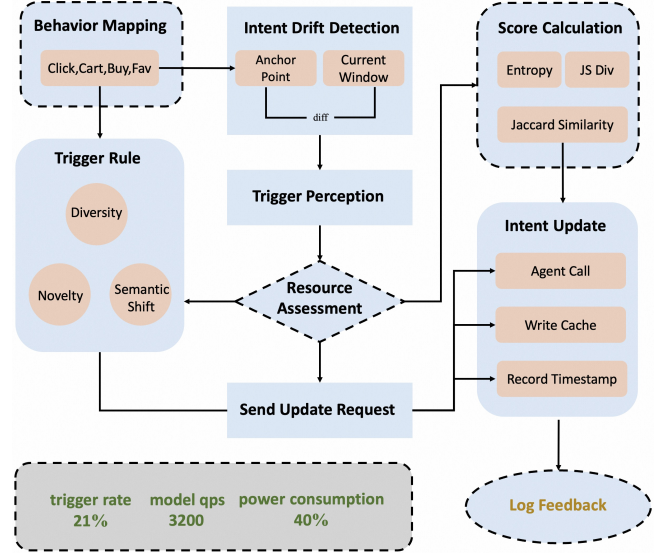 Behavior Mapping
Click,Cart,Buy,Fav
Intent Drift Detection
Anchor
Point
Current
Window
diff
Score Calculation
Entropy
JS Div
Jaccard Similarity
Trigger Rule
Diversity
Novelty
Semantic
Shift
Trigger Perception
Resource
Assessment
Send Update Request
Intent Update
Agent Call
Write Cache
Record Timestamp
Log Feedback
trigger rate
21%
model qps
3200
power consumption
40%